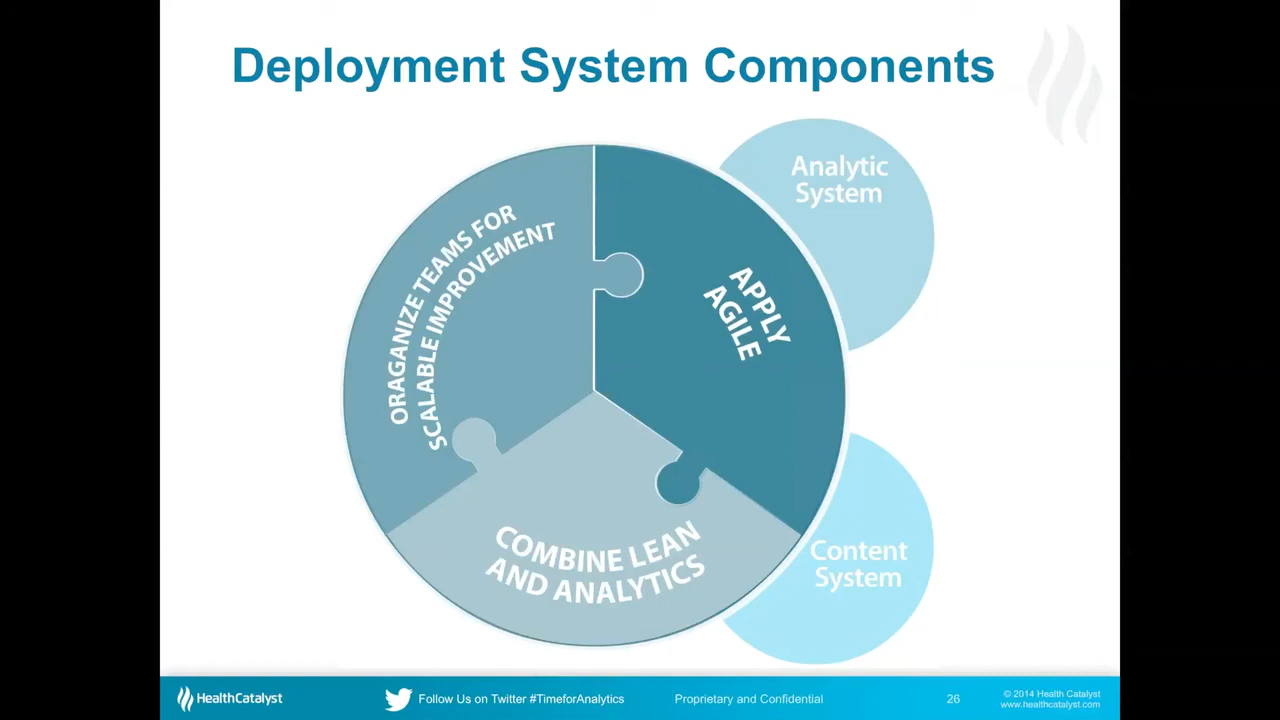 Deployment System Components
Analytic
System
ORAGANIZE TEAMS FOR
SCALABLE IMPROVEMENT
APPLY
AGILE
COMBINE LEAN
AND ANALYTICS
Content
System
HealthCatalyst
Follow Us on Twitter #TimeforAnalytics
Proprietary and Confidential
26
© 2014 Health Catalyst
www.healthcatalyst.com